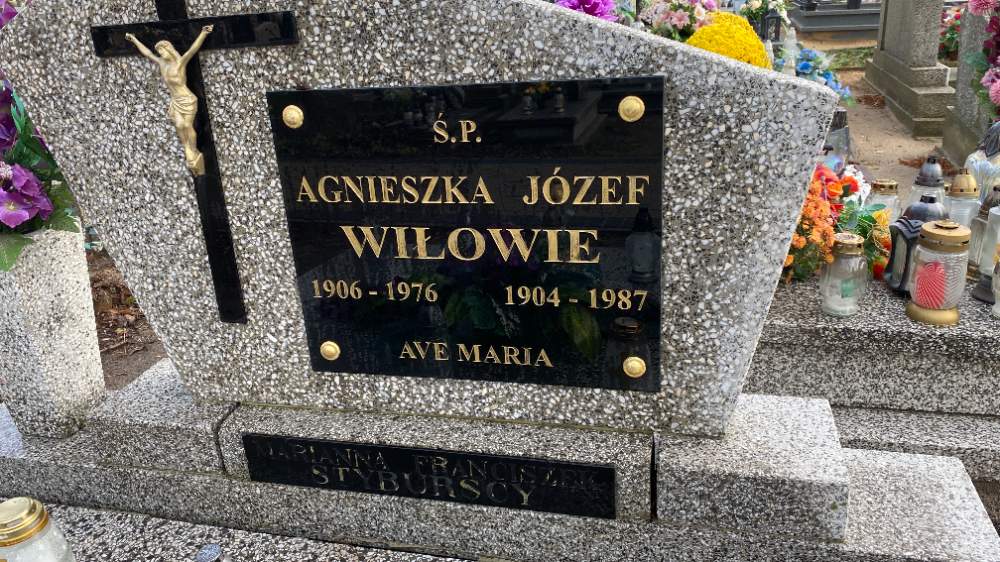 Ś.P.
AGNIESZKA JÓZEF
WIŁOWIE
1906 - 1976 1904 - 1987
AVE MARIA
MARIANNA FRANCISZEK
STYBURSCY